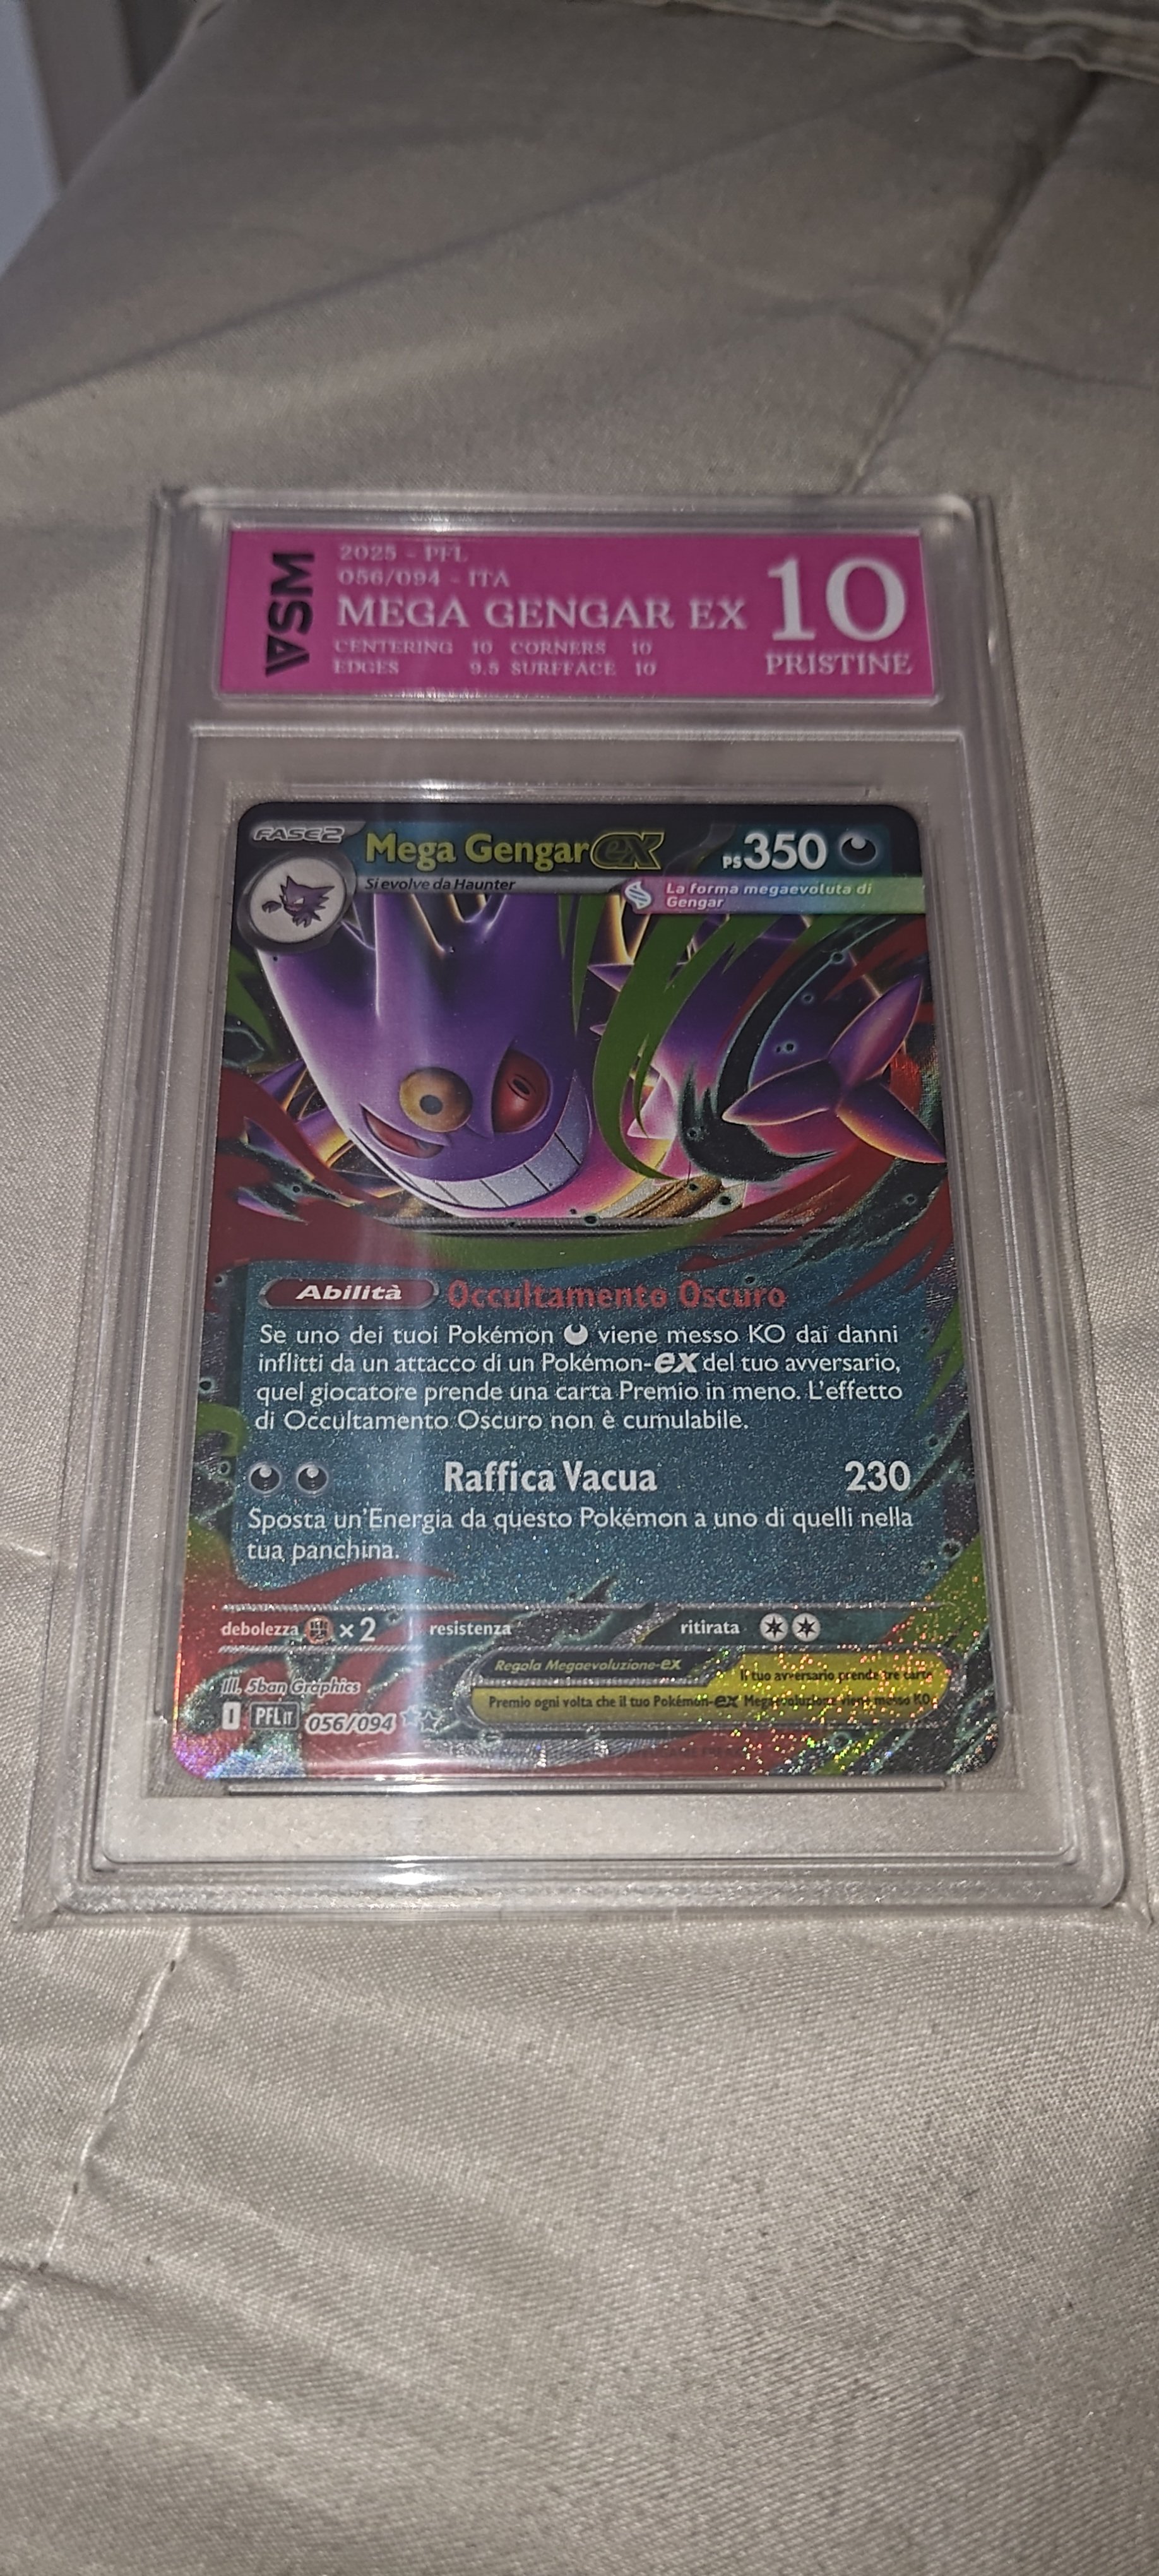 WSA
2025 - PFL
056/094 - ITA
MEGA GENGAR EX
CENTERING 10 CORNERS 10
EDGES 9.5 SURFFACE 10
10
PRISTINE
FASE2
Mega Gengar ex
PS 350
Si evolve da Haunter
La forma megaevoluta di
Gengar
Abilità Occultamento Oscuro
Se uno dei tuoi Pokémon viene messo KO dai danni
inflitti da un attacco di un Pokémon-ex del tuo avversario,
quel giocatore prende una carta Premio in meno. L'effetto
di Occultamento Oscuro non è cumulabile.
Raffica Vacua 230
Sposta un'Energia da questo Pokémon a uno di quelli nella
tua panchina.
debolezza ×2 resistenza ritirata
Regola Megaevoluzione-ex Il tuo avversario prende tre carte
Premio ogni volta che il tuo Pokémon-ex Megaevoluzione viene messo KO.
Ill. 5ban Graphics
I PFL IT 056/094